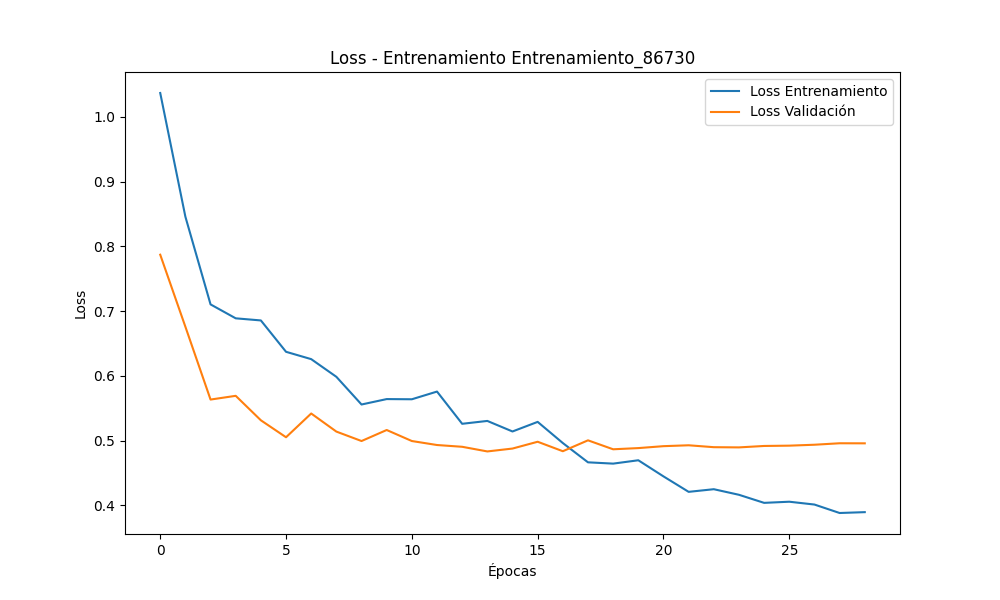 Loss - Entrenamiento Entrenamiento_86730
Loss Entrenamiento
Loss Validación
Loss
1.0
0.9
0.8
0.7
0.6
0.5
0.4
0 5 10 15 20 25
Épocas